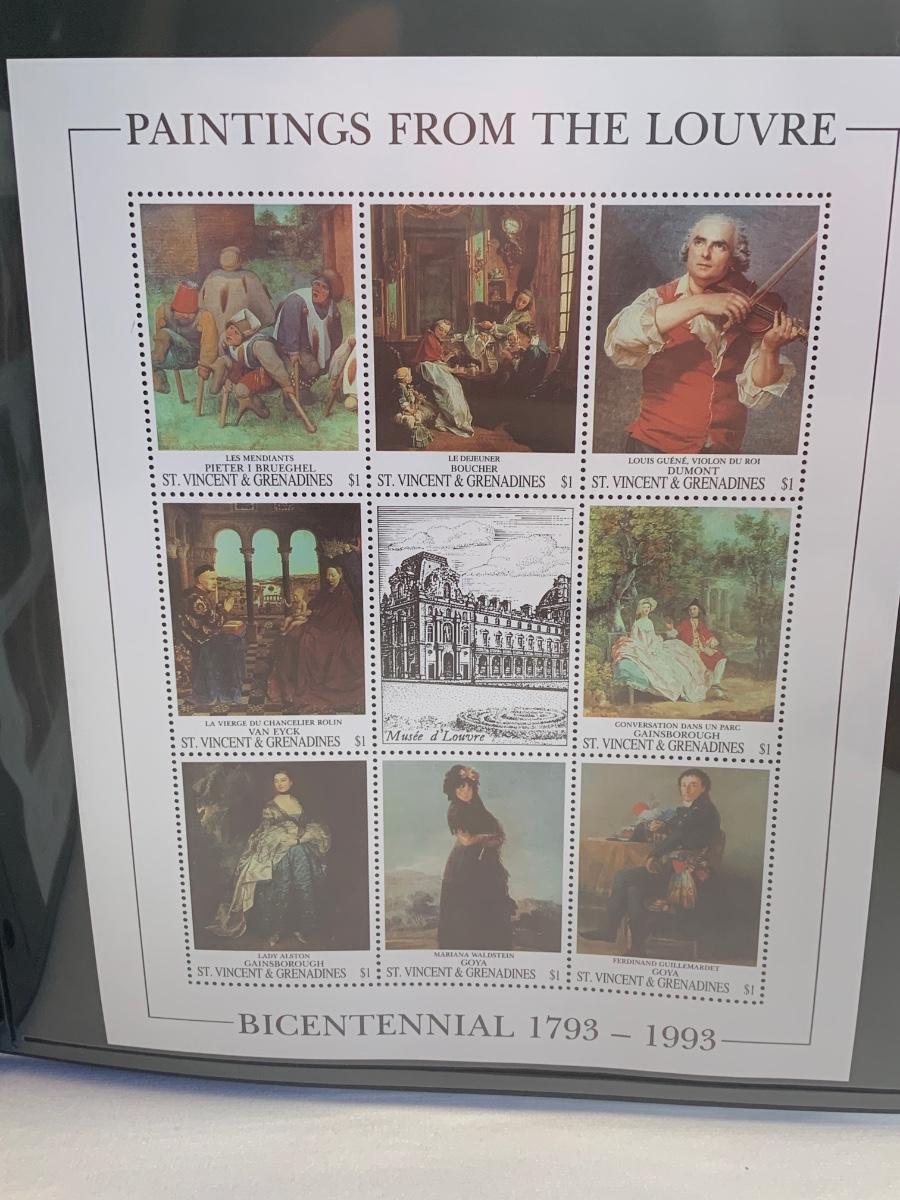 PAINTINGS FROM THE LOUVRE
LES MENDIANTS
PIETER I BRUEGHEL
ST. VINCENT & GRENADINES $1
LE DEJEUNER
BOUCHER
ST. VINCENT & GRENADINES $1
LOUIS GUÉNÉ, VIOLON DU ROI
DUMONT
ST. VINCENT & GRENADINES $1
LA VIERGE DU CHANCELIER ROLIN
VAN EYCK
ST. VINCENT & GRENADINES $1
Musée d'Louvre
CONVERSATION DANS UN PARC
GAINSBOROUGH
ST. VINCENT & GRENADINES $1
LADY ALSTON
GAINSBOROUGH
ST. VINCENT & GRENADINES $1
MARIANA WALDSTEIN
GOYA
ST. VINCENT & GRENADINES $1
FERDINAND GUILLEMARDET
GOYA
ST. VINCENT & GRENADINES $1
BICENTENNIAL 1793 – 1993